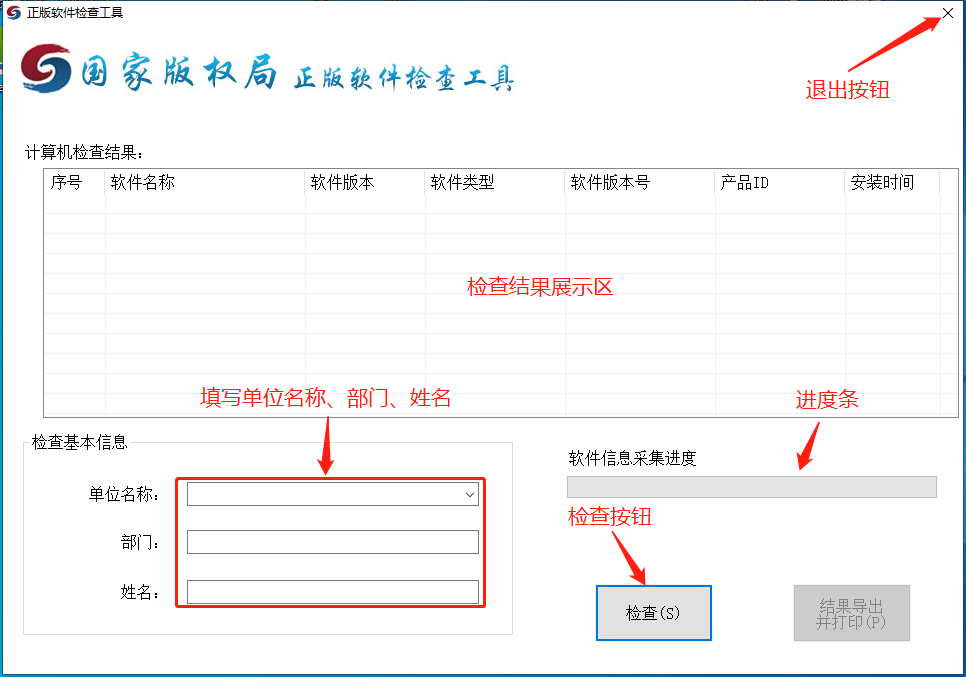 正版软件检查工具
国家版权局 正版软件检查工具
退出按钮
计算机检查结果:
序号 软件名称 软件版本 软件类型 软件版本号 产品ID 安装时间
检查结果展示区
填写单位名称、部门、姓名
进度条
检查基本信息
软件信息采集进度
单位名称:
检查按钮
部门:
姓名:
检查(S)
结果导出
并打印(P)